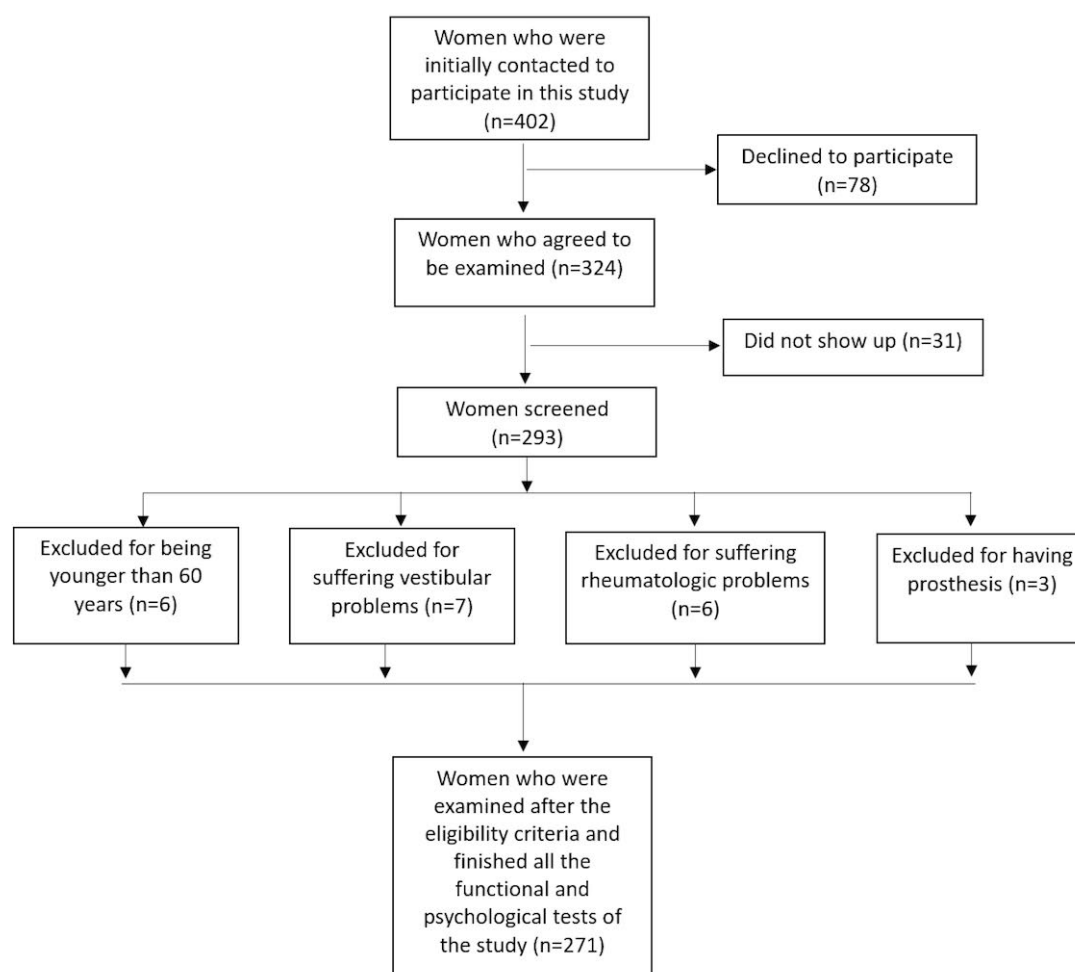 Women who were
initially contacted to
participate in this study
(n=402)
Declined to participate
(n=78)
Women who agreed to
be examined (n=324)
Did not show up (n=31)
Women screened
(n=293)
Excluded for being
younger than 60
years (n=6)
Excluded for
suffering vestibular
problems (n=7)
Excluded for suffering
rheumatologic problems
(n=6)
Excluded for having
prosthesis (n=3)
Women who were
examined after the
eligibility criteria and
finished all the
functional and
psychological tests of
the study (n=271)